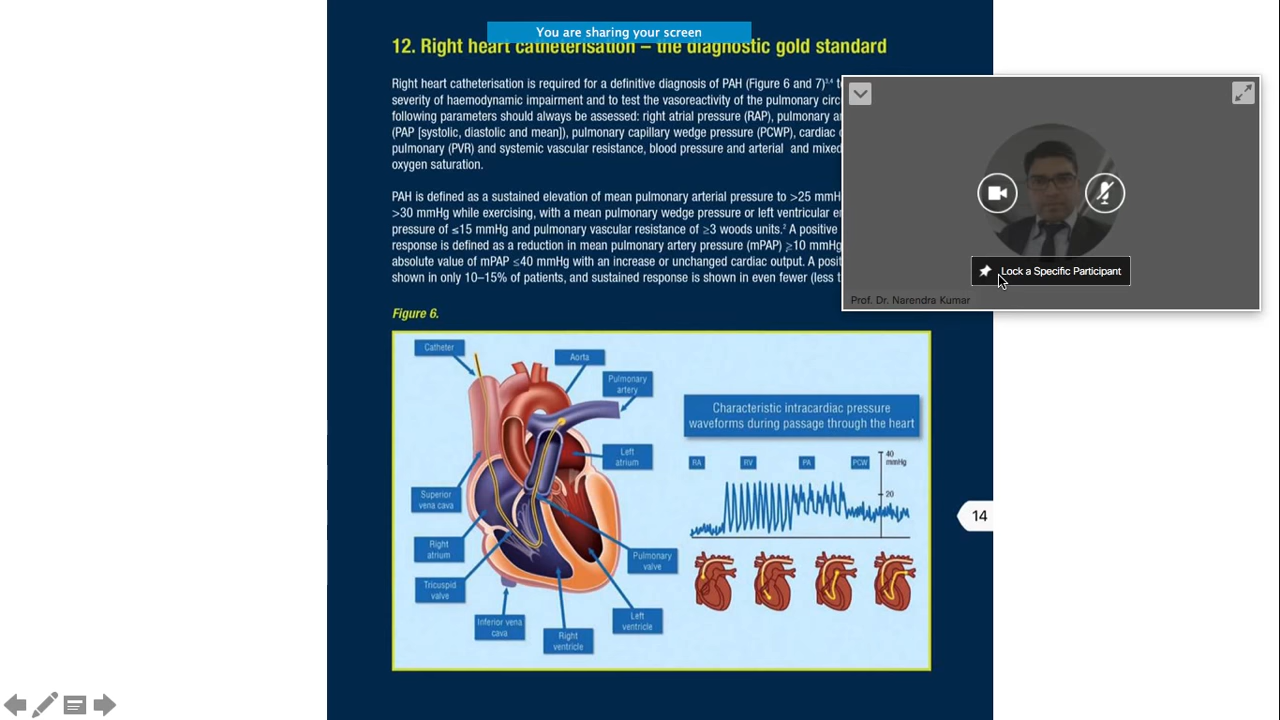 You are sharing your screen
12. Right heart catheterisation – the diagnostic gold standard
Right heart catheterisation is required for a definitive diagnosis of PAH (Figure 6 and 7)³,⁴ t
severity of haemodynamic impairment and to test the vasoreactivity of the pulmonary circ
following parameters should always be assessed: right atrial pressure (RAP), pulmonary ar
(PAP [systolic, diastolic and mean]), pulmonary capillary wedge pressure (PCWP), cardiac
pulmonary (PVR) and systemic vascular resistance, blood pressure and arterial and mixed
oxygen saturation.
PAH is defined as a sustained elevation of mean pulmonary arterial pressure to >25 mmH
>30 mmHg while exercising, with a mean pulmonary wedge pressure or left ventricular e
pressure of ≤15 mmHg and pulmonary vascular resistance of ≥3 woods units.² A positive
response is defined as a reduction in mean pulmonary artery pressure (mPAP) ≥10 mmHg
absolute value of mPAP ≤40 mmHg with an increase or unchanged cardiac output. A posit
shown in only 10–15% of patients, and sustained response is shown in even fewer (less t
Lock a Specific Participant
Prof. Dr. Narendra Kumar
Figure 6.
Catheter
Aorta
Pulmonary
artery
Left
atrium
Superior
vena cava
Right
atrium
Tricuspid
valve
Inferior vena
cava
Right
ventricle
Left
ventricle
Pulmonary
valve
Characteristic intracardiac pressure
waveforms during passage through the heart
RA RV PA PCW
40
mmHg
20
14